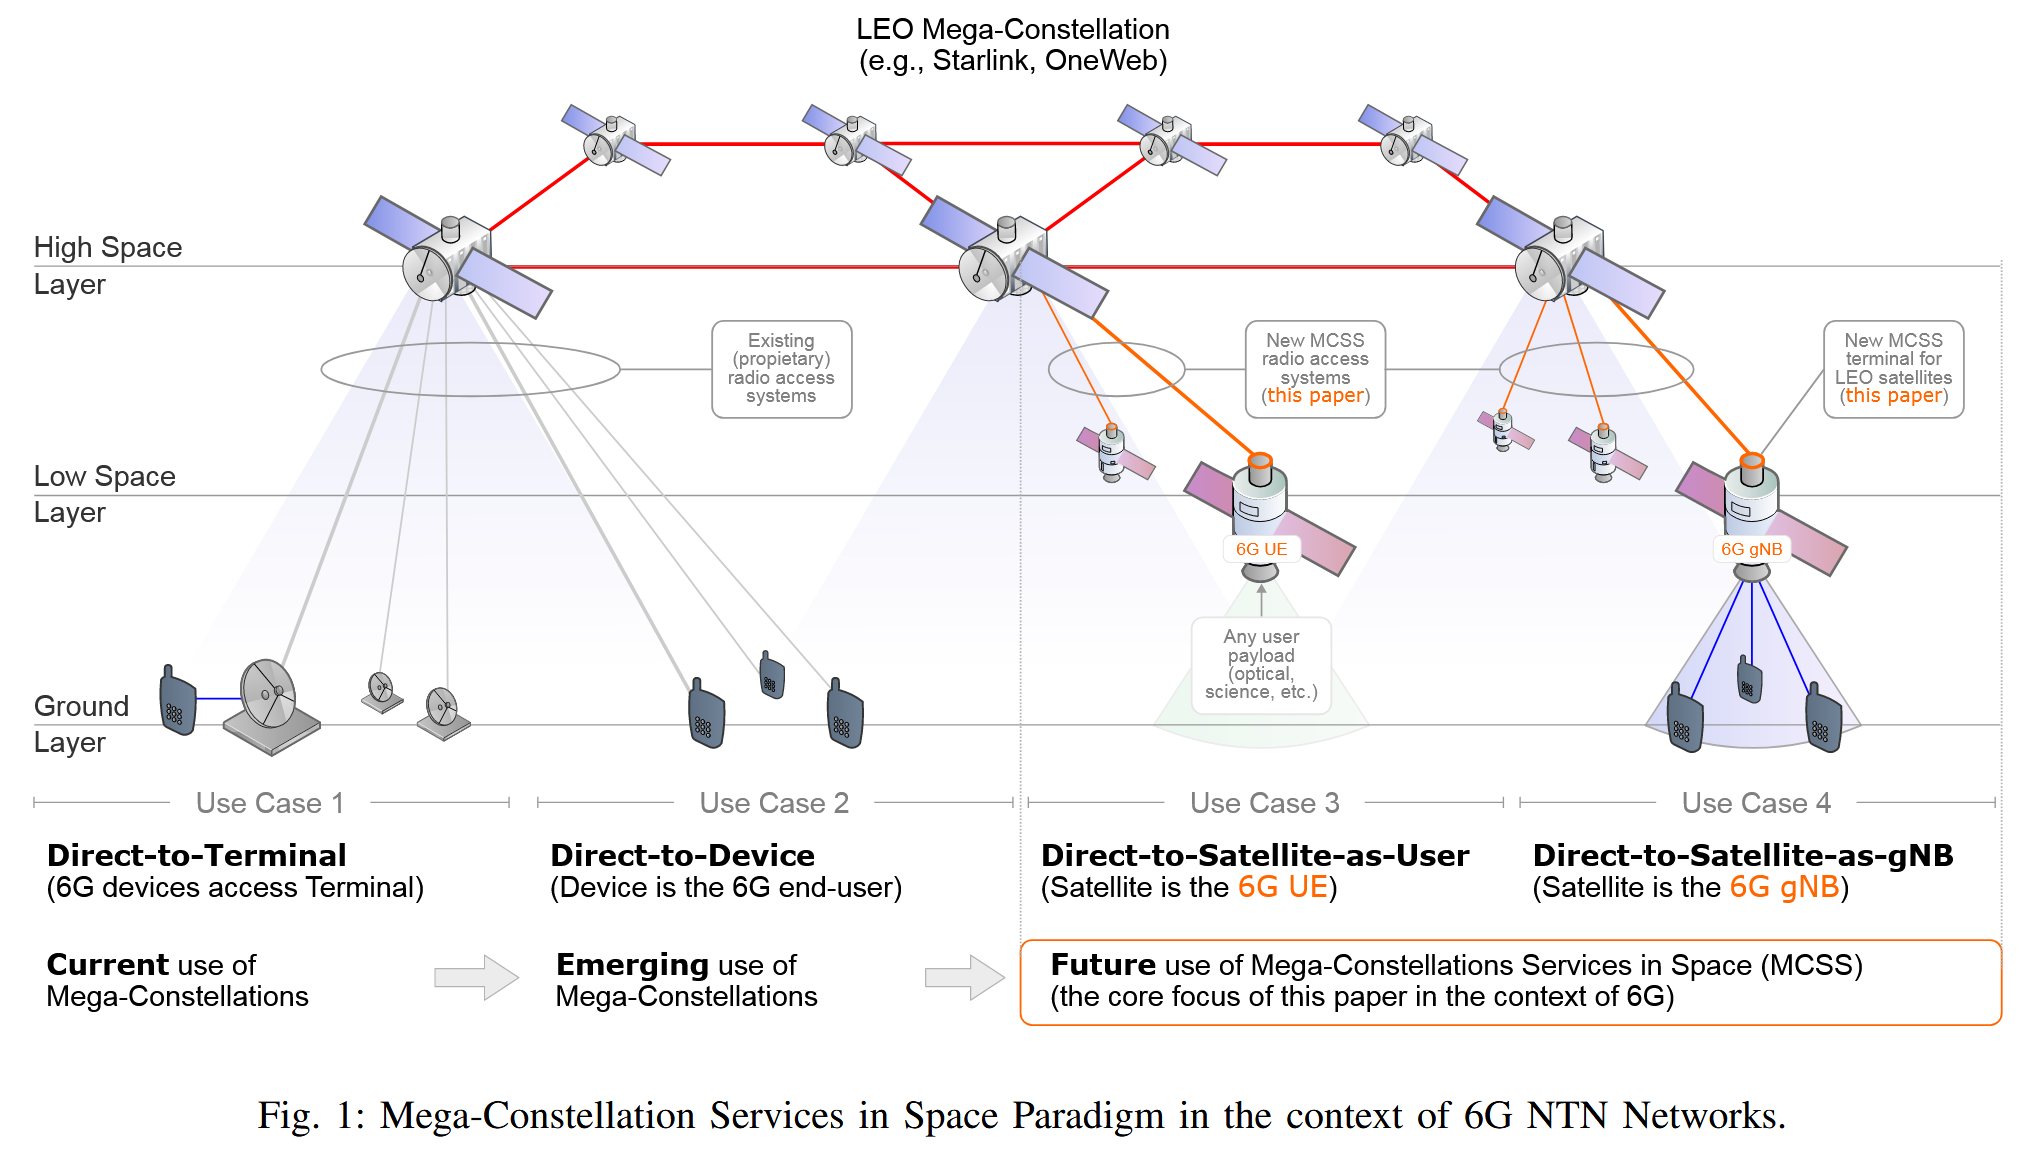 LEO Mega-Constellation
(e.g., Starlink, OneWeb)
High Space
Layer
Existing
(propietary)
radio access
systems
New MCSS
radio access
systems
(this paper)
New MCSS
terminal for
LEO satellites
(this paper)
Low Space
Layer
6G UE
6G gNB
Any user
payload
(optical,
science, etc.)
Ground
Layer
Use Case 1
Use Case 2
Use Case 3
Use Case 4
Direct-to-Terminal
(6G devices access Terminal)
Direct-to-Device
(Device is the 6G end-user)
Direct-to-Satellite-as-User
(Satellite is the 6G UE)
Direct-to-Satellite-as-gNB
(Satellite is the 6G gNB)
Current use of
Mega-Constellations
Emerging use of
Mega-Constellations
Future use of Mega-Constellations Services in Space (MCSS)
(the core focus of this paper in the context of 6G)
Fig. 1: Mega-Constellation Services in Space Paradigm in the context of 6G NTN Networks.